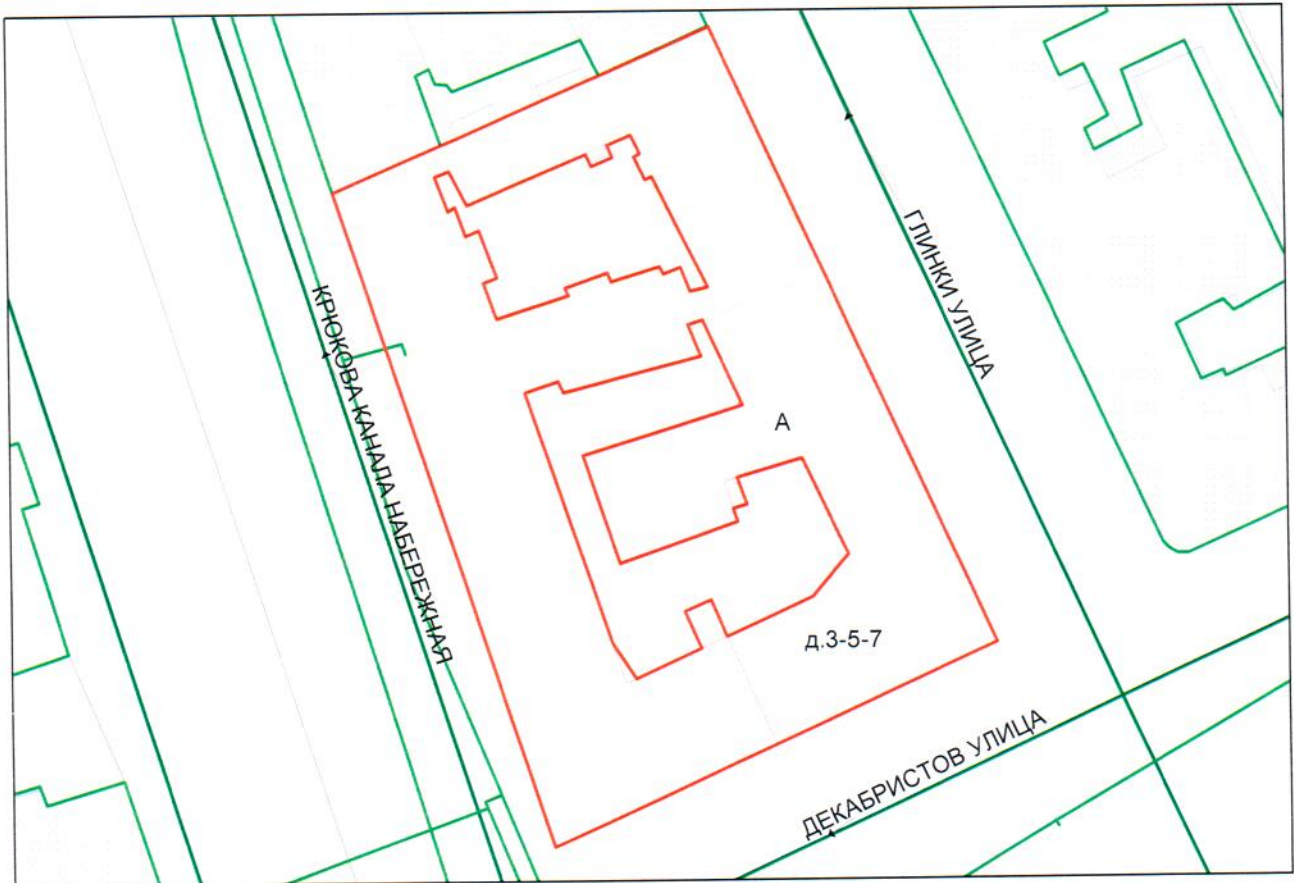 ГЛИНКИ УЛИЦА
КРЮКОВА КАНАЛА НАБЕРЕЖНАЯ
А
д.3-5-7
ДЕКАБРИСТОВ УЛИЦА